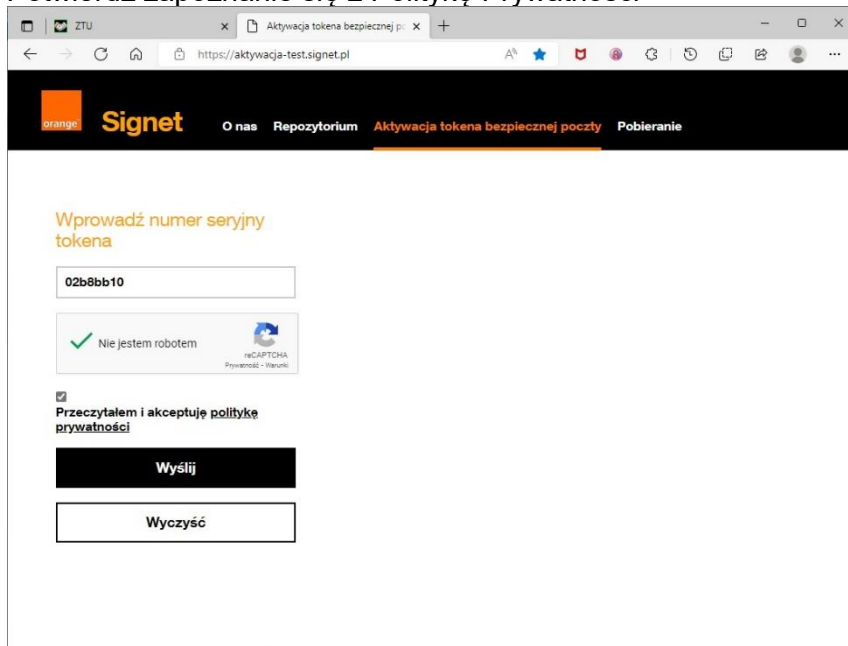 Potwierdź zapoznanie się z Polityką Prywatności
ZTU
Aktywacja tokena bezpiecznej po
https://aktywacja-test.signet.pl
orange
Signet
O nas
Repozytorium
Aktywacja tokena bezpiecznej poczty
Pobieranie
Wprowadź numer seryjny
tokena
02b8bb10
Nie jestem robotem
reCAPTCHA
Prywatność - Warunki
Przeczytałem i akceptuję politykę
prywatności
Wyślij
Wyczyść